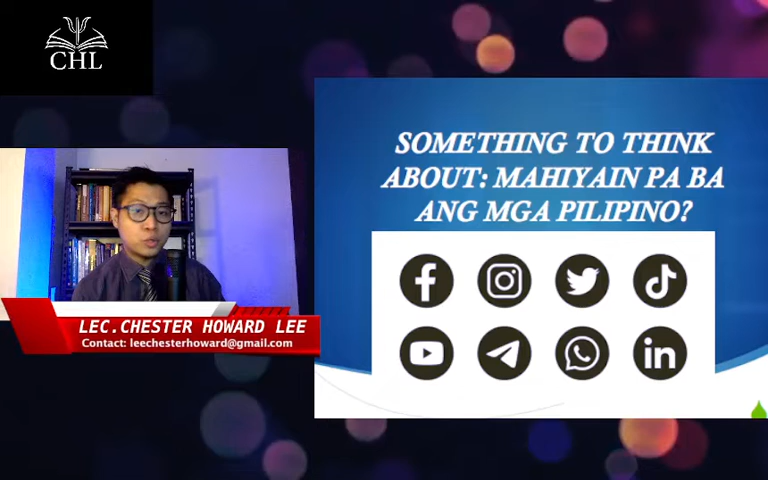 CHL
SOMETHING TO THINK
ABOUT: MAHIYAIN PA BA
ANG MGA PILIPINO?
LEC.CHESTER HOWARD LEE
Contact: leechesterhoward@gmail.com